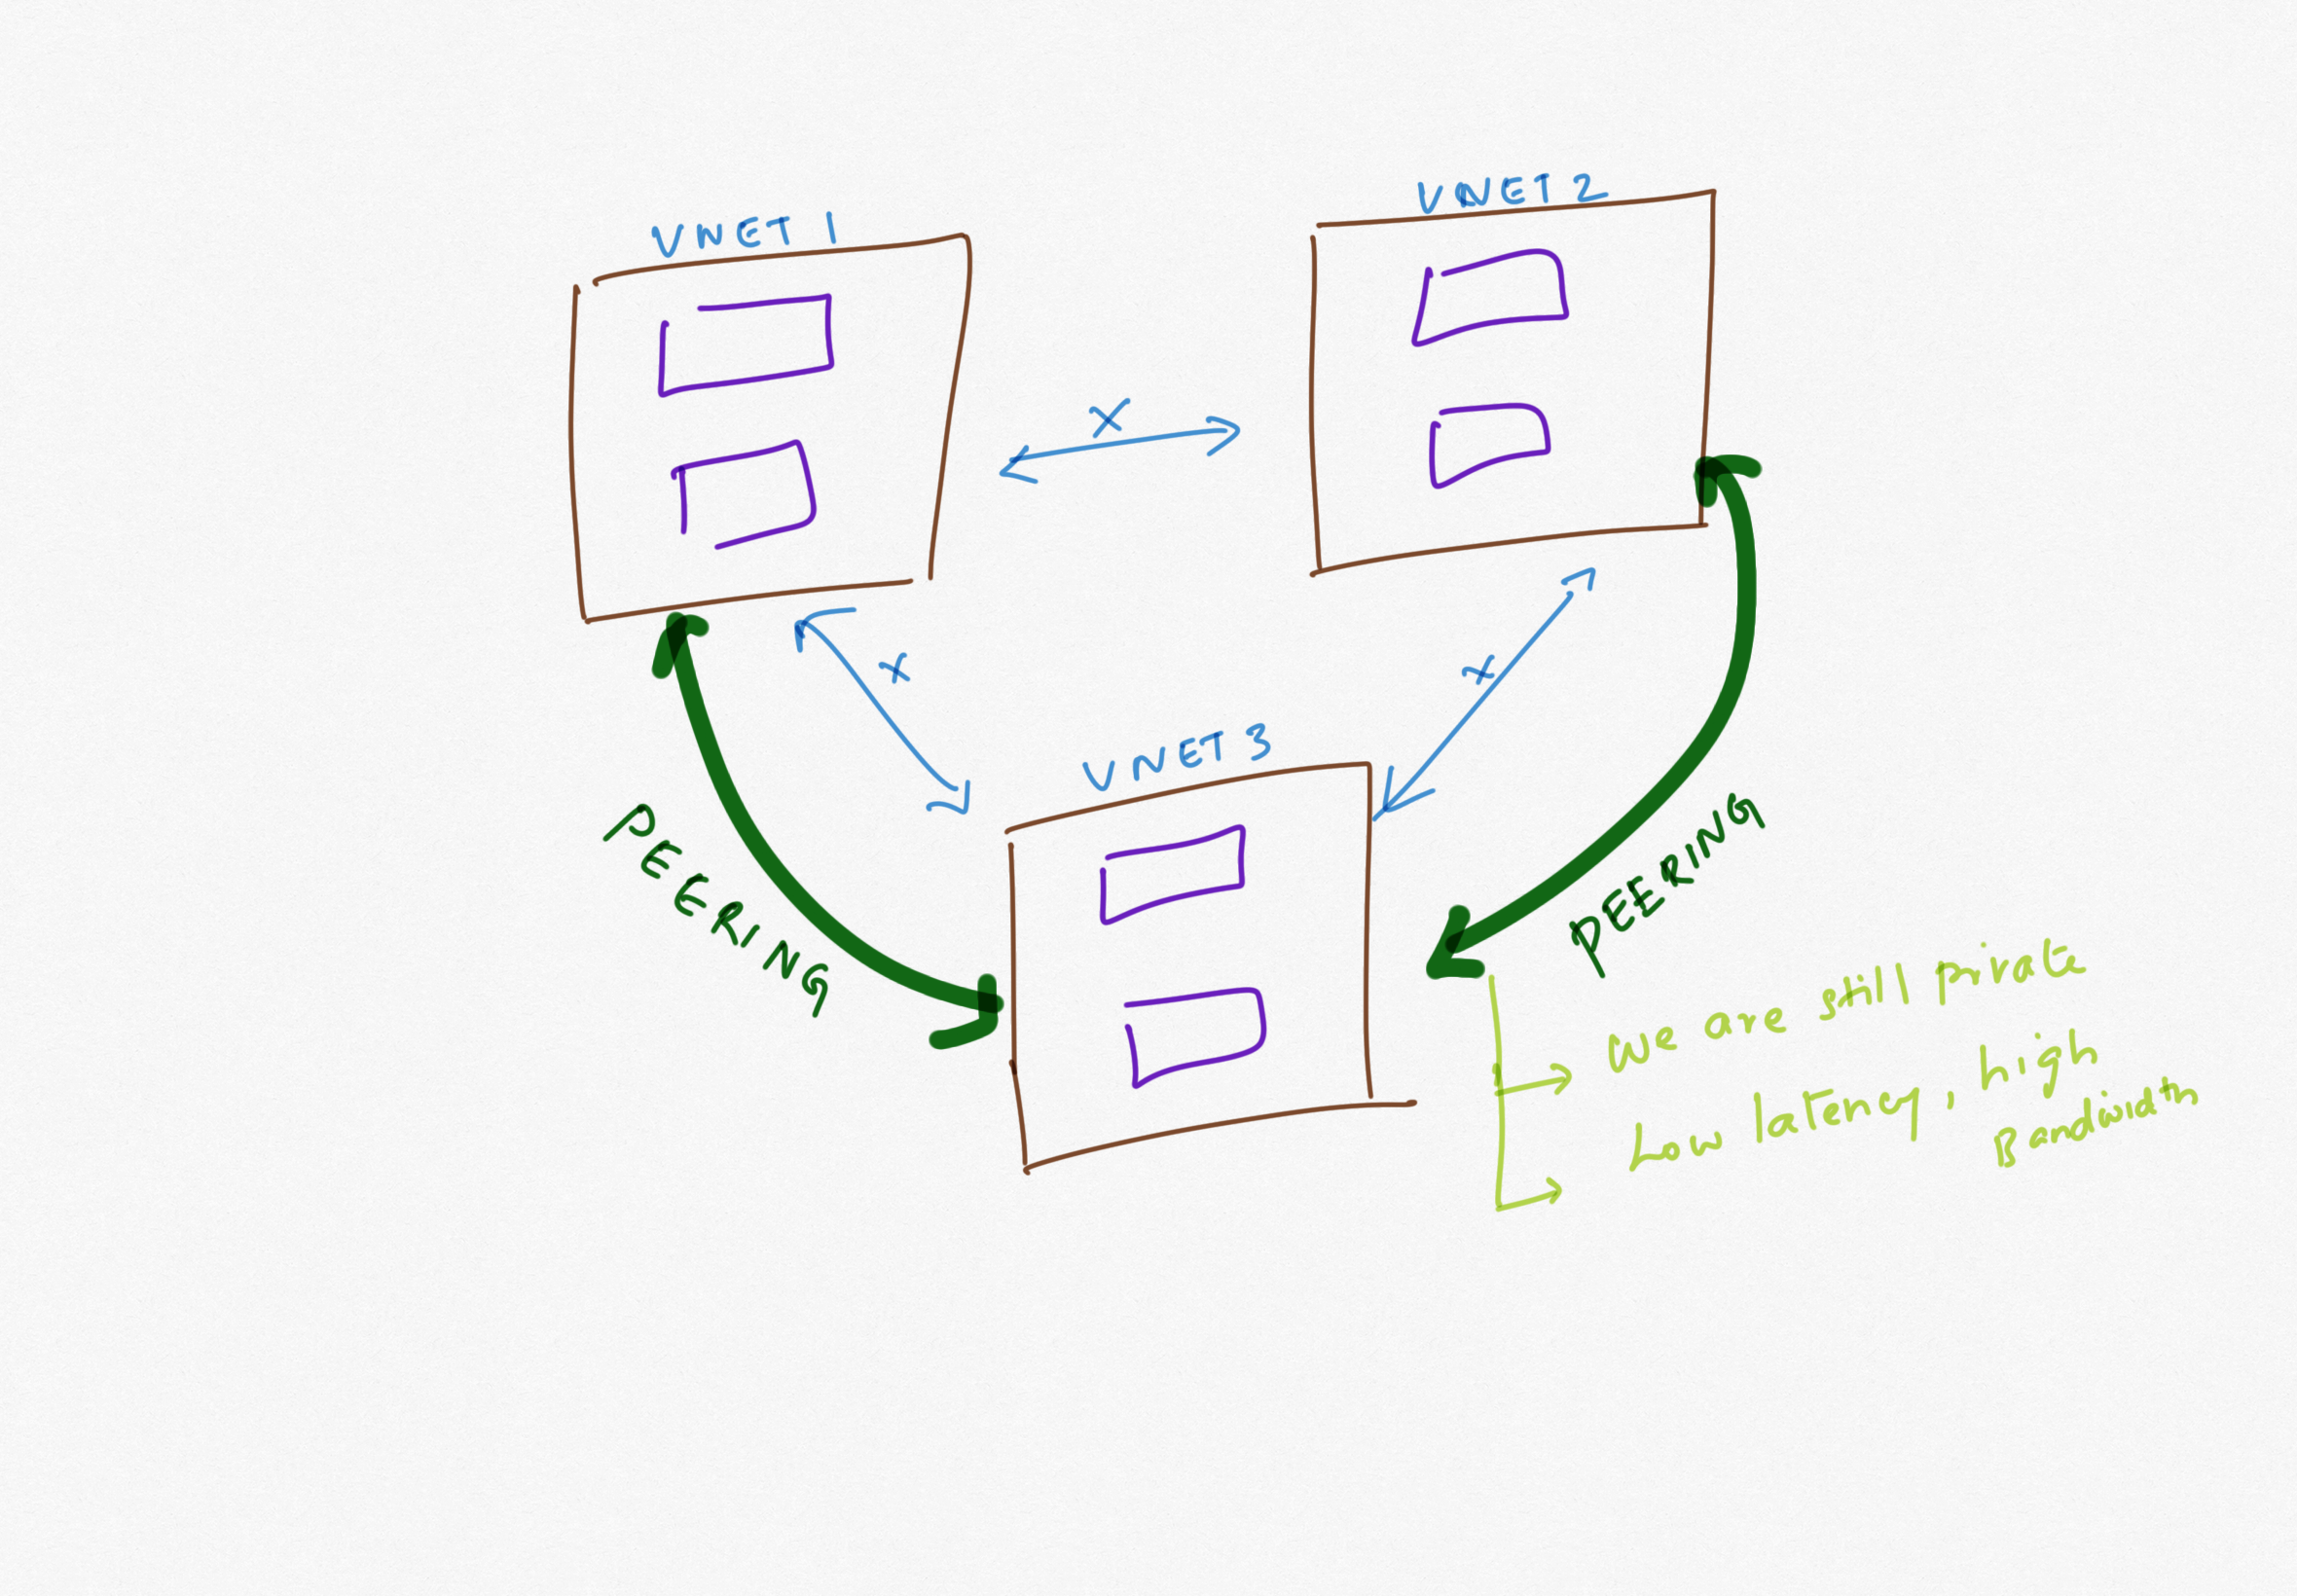 VNET 1
VNET 2
X
X
X
VNET 3
PEERING
PEERING
We are still private
Low latency, high
Bandwidth